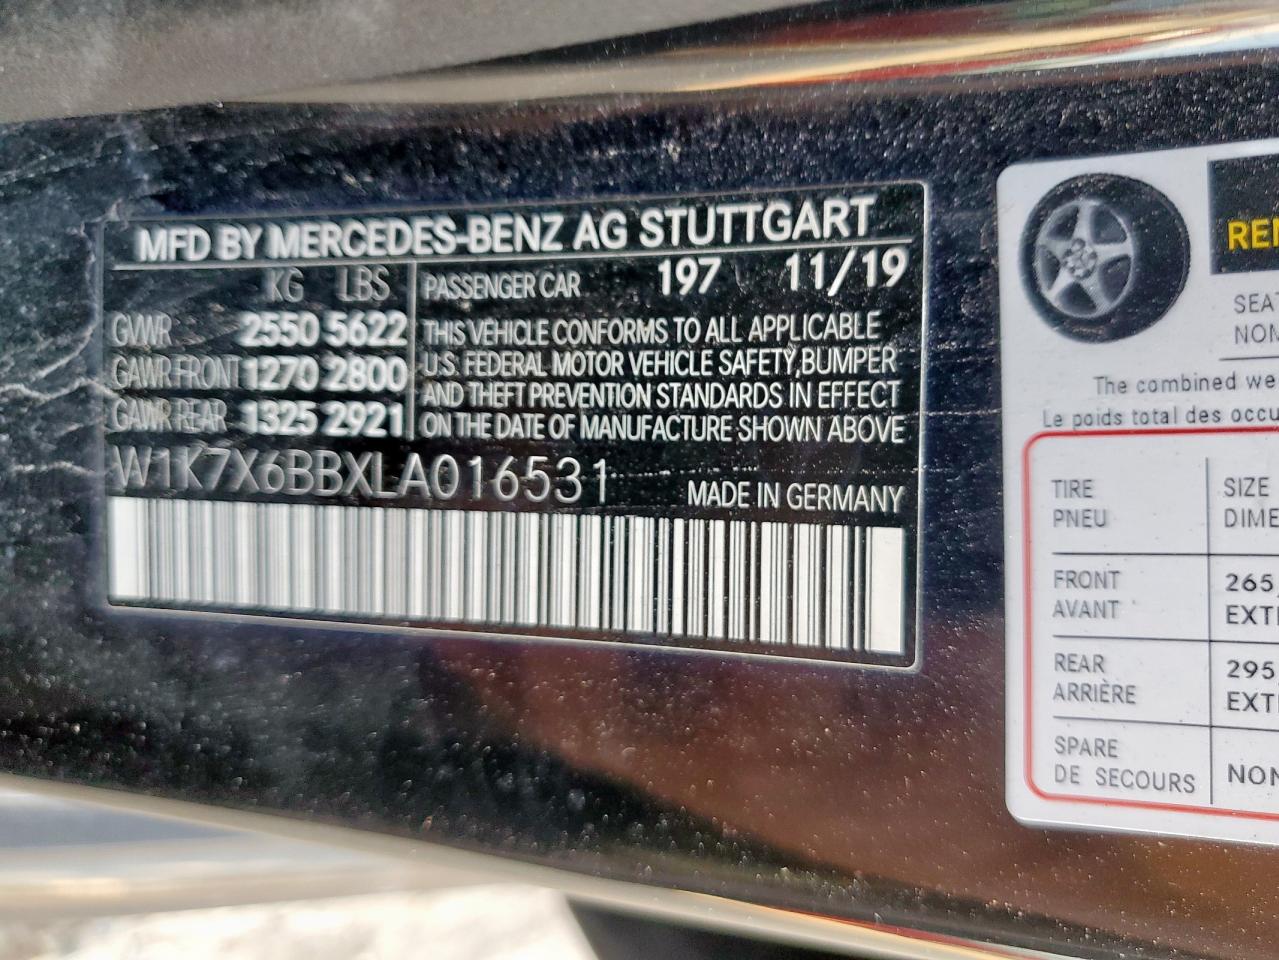 MFD BY MERCEDES-BENZ AG STUTTGART
KG LBS
GVWR 2550 5622
GAWR FRONT 1270 2800
GAWR REAR 1325 2921
PASSENGER CAR 197 11/19
THIS VEHICLE CONFORMS TO ALL APPLICABLE
U.S. FEDERAL MOTOR VEHICLE SAFETY, BUMPER
AND THEFT PREVENTION STANDARDS IN EFFECT
ON THE DATE OF MANUFACTURE SHOWN ABOVE
W1K7X6BBXLA016531 MADE IN GERMANY
The combined
Le poids total des
TIRE SIZE
PNEU
FRONT 265
AVANT
REAR 295
ARRIÈRE
SPARE
DE SECOURS